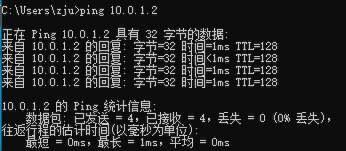 C:\Users\zju>ping 10.0.1.2
正在 Ping 10.0.1.2 具有 32 字节的数据:
来自 10.0.1.2 的回复: 字节=32 时间=1ms TTL=128
来自 10.0.1.2 的回复: 字节=32 时间<1ms TTL=128
来自 10.0.1.2 的回复: 字节=32 时间=1ms TTL=128
来自 10.0.1.2 的回复: 字节=32 时间=1ms TTL=128
10.0.1.2 的 Ping 统计信息:
数据包: 已发送 = 4，已接收 = 4，丢失 = 0 (0% 丢失)，
往返行程的估计时间(以毫秒为单位):
最短 = 0ms，最长 = 1ms，平均 = 0ms